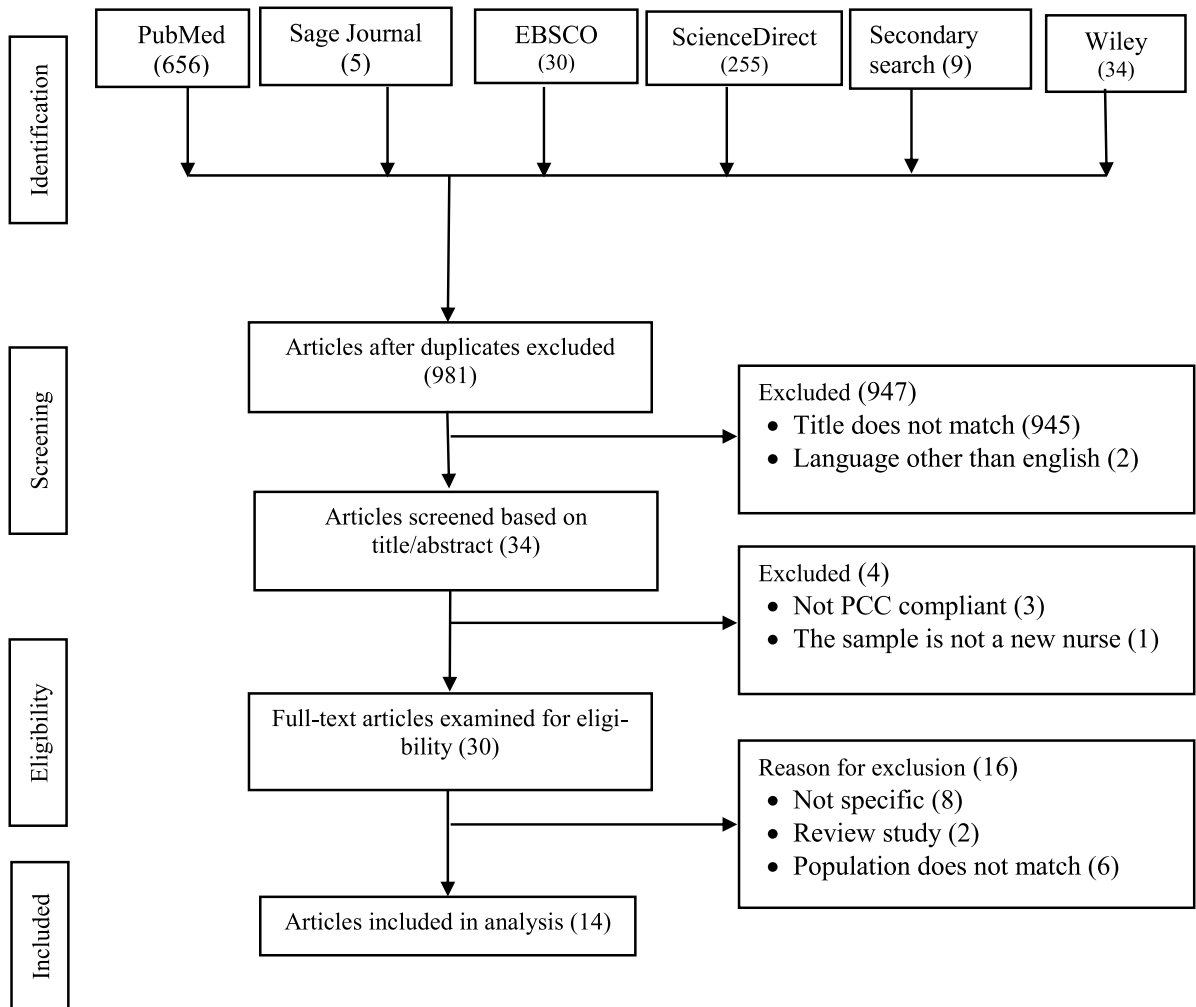 Identification
PubMed
(656)
Sage Journal
(5)
EBSCO
(30)
ScienceDirect
(255)
Secondary
search (9)
Wiley
(34)
Screening
Articles after duplicates excluded
(981)
Excluded (947)
• Title does not match (945)
• Language other than english (2)
Articles screened based on
title/abstract (34)
Excluded (4)
• Not PCC compliant (3)
• The sample is not a new nurse (1)
Eligibility
Full-text articles examined for eligi-
bility (30)
Reason for exclusion (16)
• Not specific (8)
• Review study (2)
• Population does not match (6)
Included
Articles included in analysis (14)